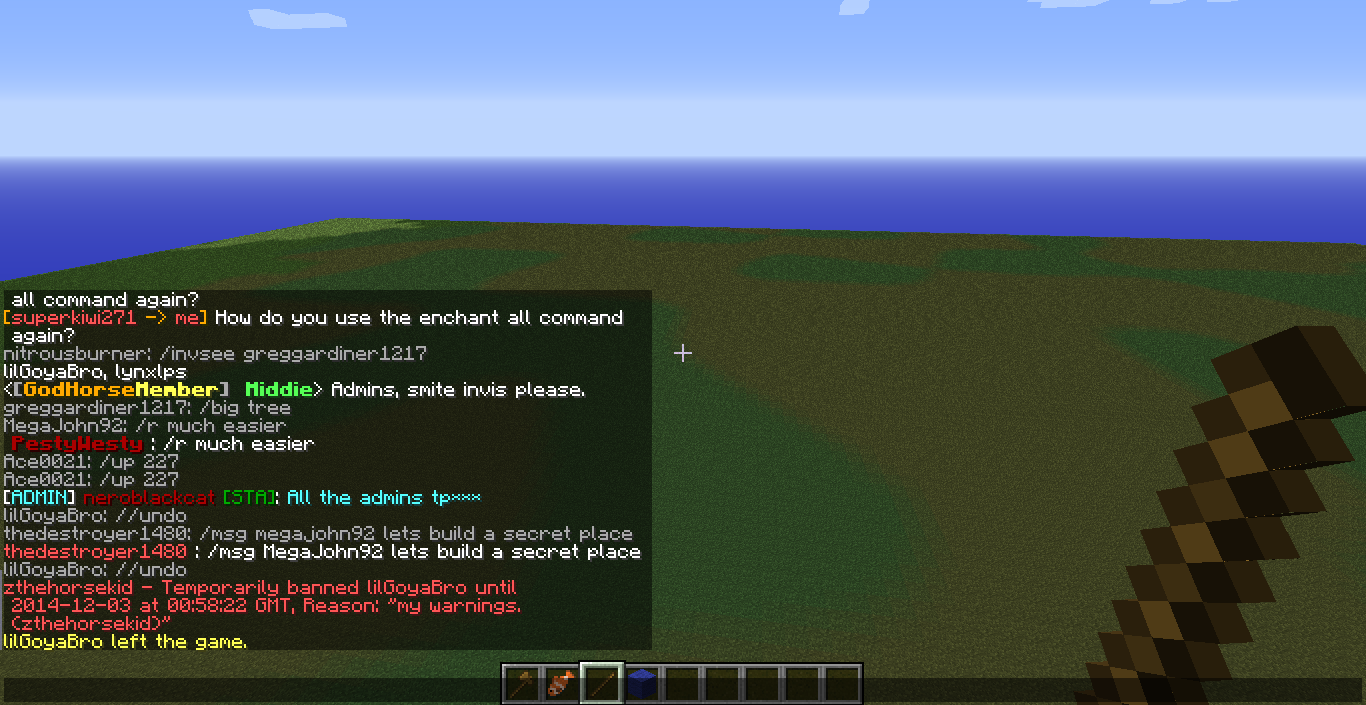 all command again?
[superkiwi271 -> me] How do you use the enchant all command
again?
nitrousburner: /invsee greggardiner1217
lilGoyaBro, lynxlps
<[GodHorseMember] Middie> Admins, smite invis please.
greggardiner1217: /big tree
MegaJohn92: /r much easier
PestyWesty : /r much easier
Ace0021: /up 227
Ace0021: /up 227
[ADMIN] neroblackcat [STA]: All the admins tp***
lilGoyaBro: //undo
thedestroyer1480: /msg megajohn92 lets build a secret place
thedestroyer1480 : /msg MegaJohn92 lets build a secret place
lilGoyaBro: //undo
zthehorsekid - Temporarily banned lilGoyaBro until
2014-12-03 at 00:58:22 GMT, Reason: "my warnings.
(zthehorsekid)"
lilGoyaBro left the game.